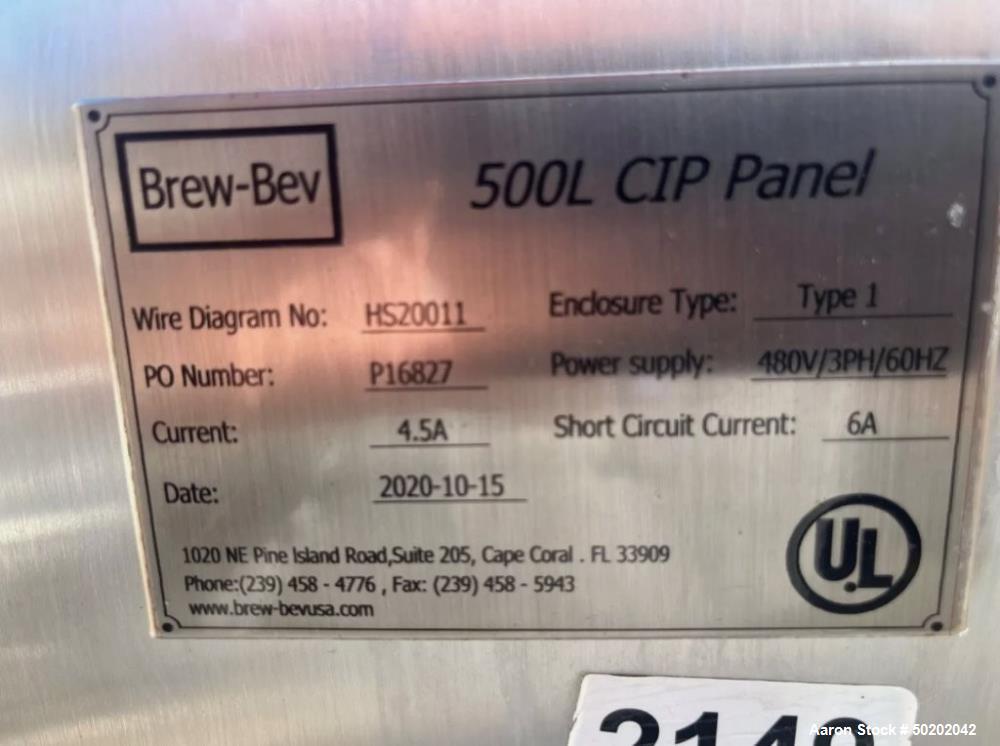 Brew-Bev
500L CIP Panel
Wire Diagram No: HS20011
Enclosure Type: Type 1
PO Number: P16827
Power supply: 480V/3PH/60HZ
Current: 4.5A
Short Circuit Current: 6A
Date: 2020-10-15
UL
1020 NE Pine Island Road,Suite 205, Cape Coral . FL 33909
Phone:(239) 458 - 4776 , Fax: (239) 458 - 5943
www.brew-bevusa.com
Aaron Stock # 50202042